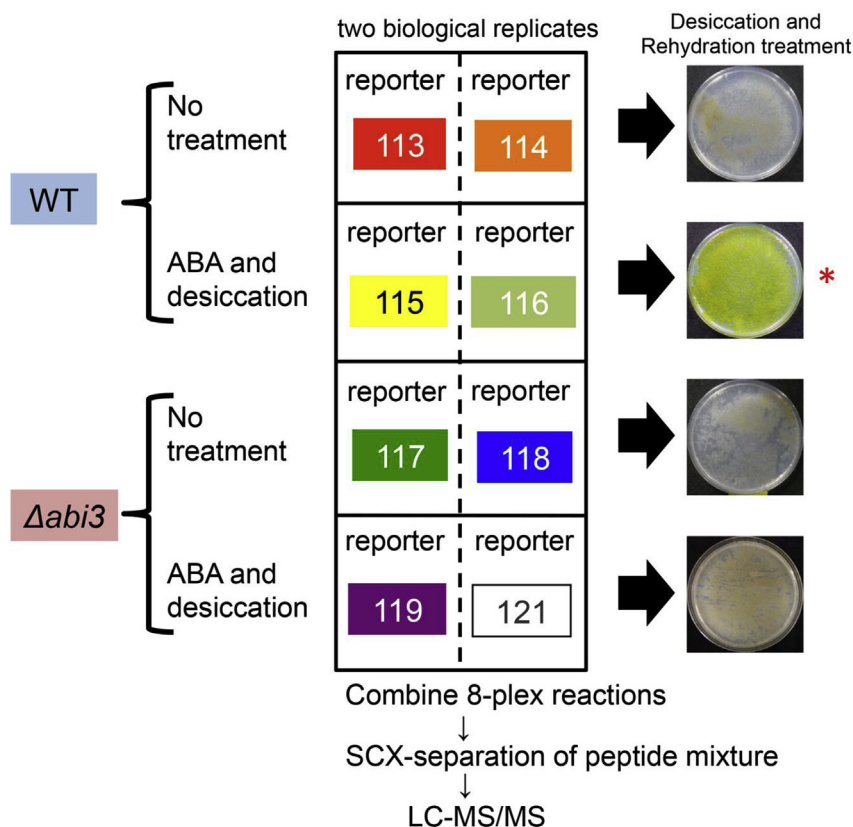 two biological replicates
Desiccation and
Rehydration treatment
WT
No
treatment
reporter
reporter
113
114
ABA and
desiccation
reporter
reporter
115
116
*
Δabi3
No
treatment
reporter
reporter
117
118
ABA and
desiccation
reporter
reporter
119
121
Combine 8-plex reactions
↓
SCX-separation of peptide mixture
↓
LC-MS/MS